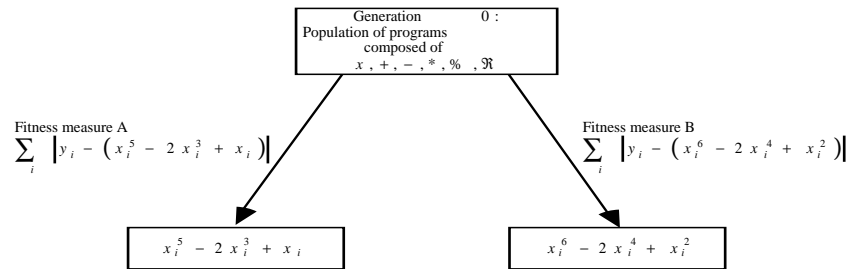 Generation 0 :
Population of programs
composed of
x , + , − , * , % , ℜ
Fitness measure A
∑_i | y_i − ( x_i^5 − 2 x_i^3 + x_i ) |
Fitness measure B
∑_i | y_i − ( x_i^6 − 2 x_i^4 + x_i^2 ) |
x_i^5 − 2 x_i^3 + x_i
x_i^6 − 2 x_i^4 + x_i^2